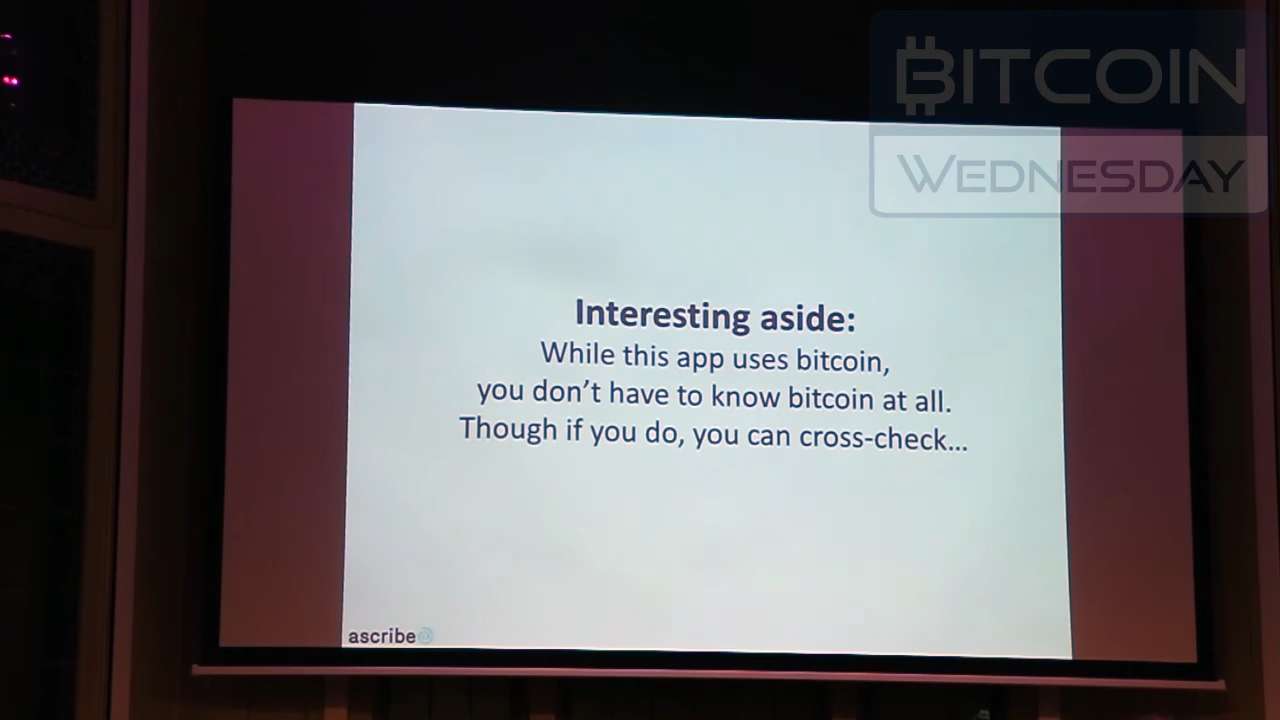 BITCOIN
WEDNESDAY
Interesting aside:
While this app uses bitcoin,
you don't have to know bitcoin at all.
Though if you do, you can cross-check...
ascribe